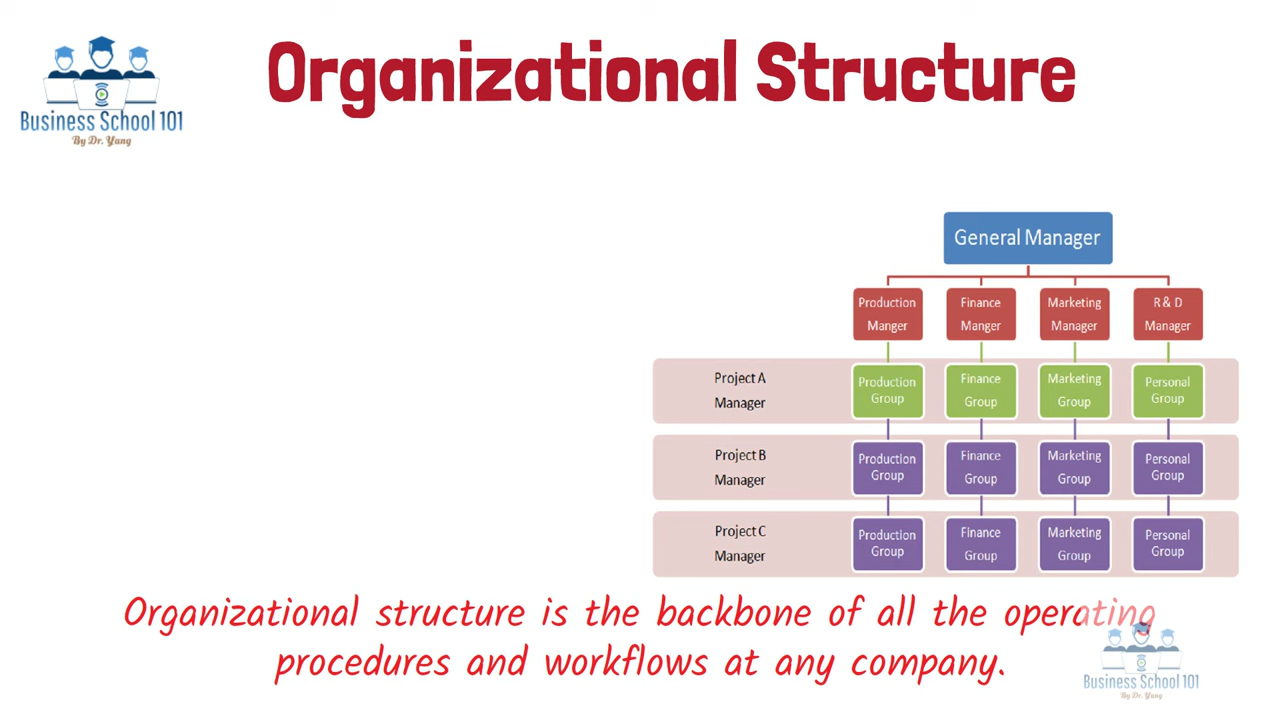 Business School 101
By Dr. Yang
Organizational Structure
General Manager
Production
Manger
Finance
Manger
Marketing
Manager
R & D
Manager
Project A
Manager
Production
Group
Finance
Group
Marketing
Group
Personal
Group
Project B
Manager
Production
Group
Finance
Group
Marketing
Group
Personal
Group
Project C
Manager
Production
Group
Finance
Group
Marketing
Group
Personal
Group
Organizational structure is the backbone of all the operating
procedures and workflows at any company.
Business School 101
By Dr. Yang